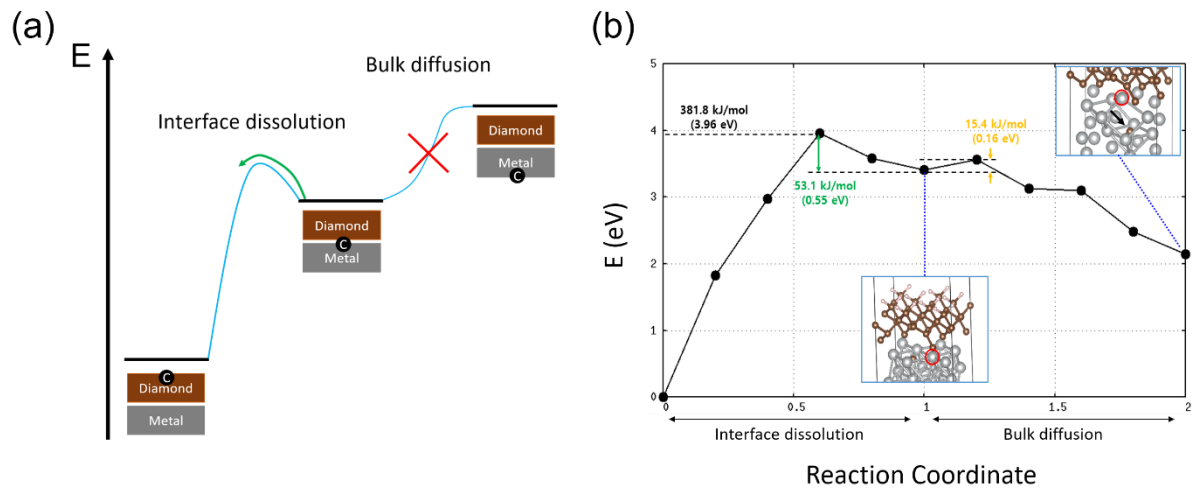 (a)
E
Interface dissolution
Bulk diffusion
Diamond
Metal
C
Diamond
C
Metal
C
Diamond
Metal
(b)
E (eV)
5
4
3
2
1
0
381.8 kJ/mol
(3.96 eV)
53.1 kJ/mol
(0.55 eV)
15.4 kJ/mol
(0.16 eV)
0
0.5
1
1.5
2
Interface dissolution
Bulk diffusion
Reaction Coordinate